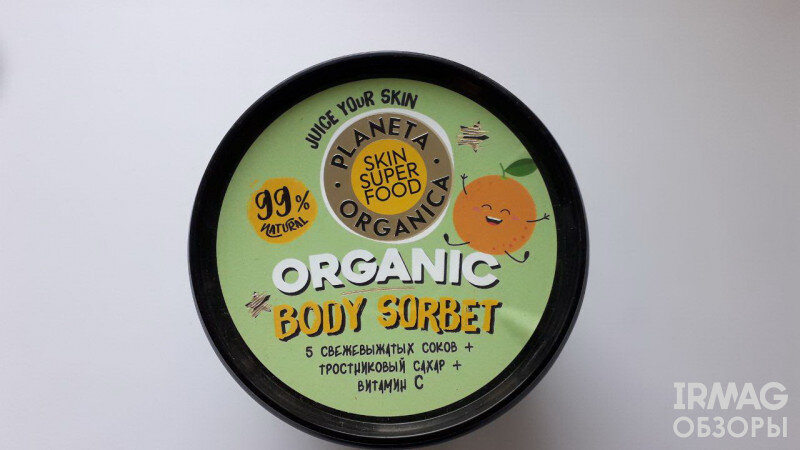 JUICE YOUR SKIN
PLANETA
SKIN
SUPER
FOOD
ORGANICA
99%
NATURAL
ORGANIC
BODY SORBET
5 СВЕЖЕВЫЖАТЫХ СОКОВ +
ТРОСТНИКОВЫЙ САХАР +
ВИТАМИН С
IRMAG
ОБЗОРЫ